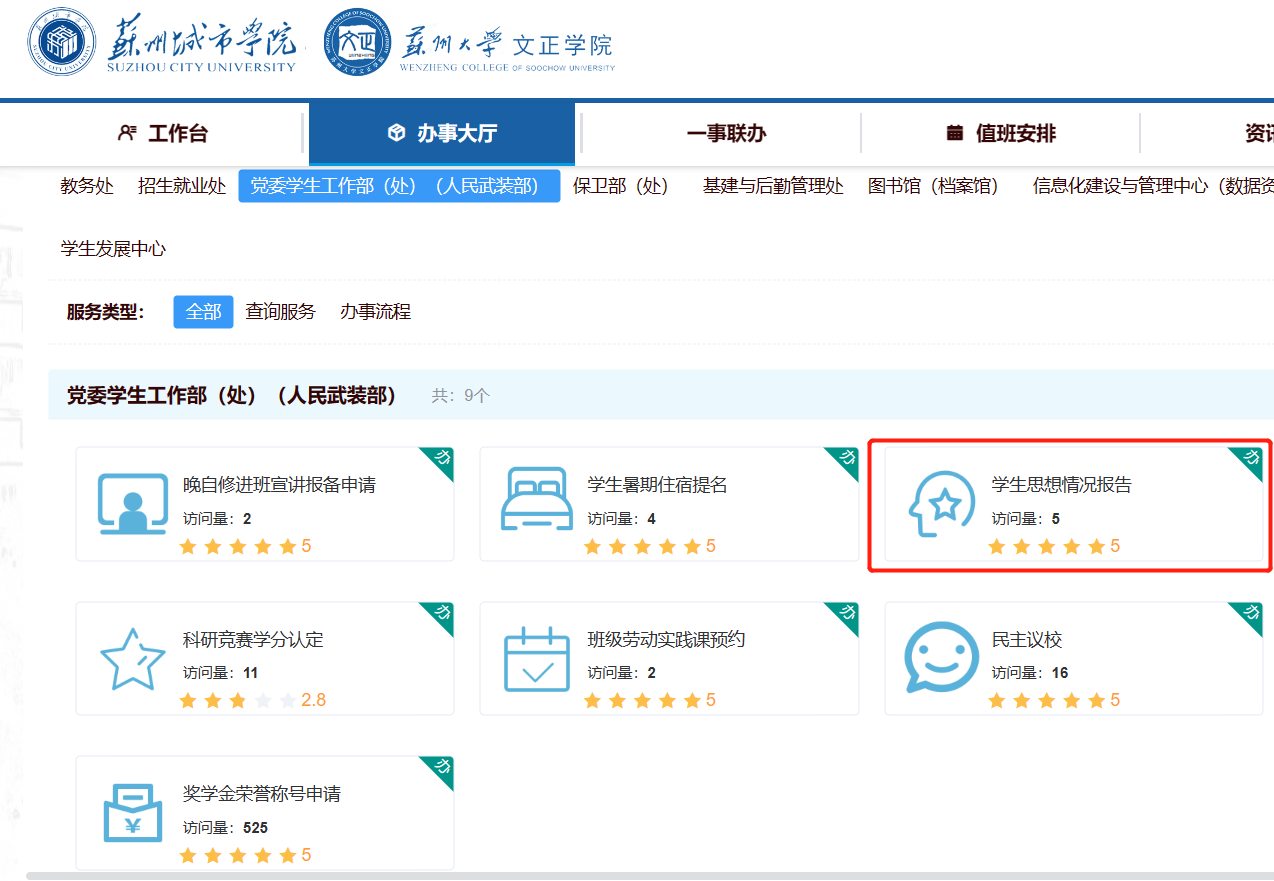 蘇州城市学院
SUZHOU CITY UNIVERSITY
蘇州大學 文正学院
WENZHENG COLLEGE OF SOOCHOW UNIVERSITY
工作台 办事大厅 一事联办 值班安排 资讯
教务处 招生就业处 党委学生工作部（处）（人民武装部） 保卫部（处） 基建与后勤管理处 图书馆（档案馆） 信息化建设与管理中心（数据资
学生发展中心
服务类型： 全部 查询服务 办事流程
党委学生工作部（处）（人民武装部） 共：9个
晚自修进班宣讲报备申请 办
访问量：2
5
学生暑期住宿提名 办
访问量：4
5
学生思想情况报告 办
访问量：5
5
科研竞赛学分认定 办
访问量：11
2.8
班级劳动实践课预约 办
访问量：2
5
民主议校 办
访问量：16
5
奖学金荣誉称号申请 办
访问量：525
5